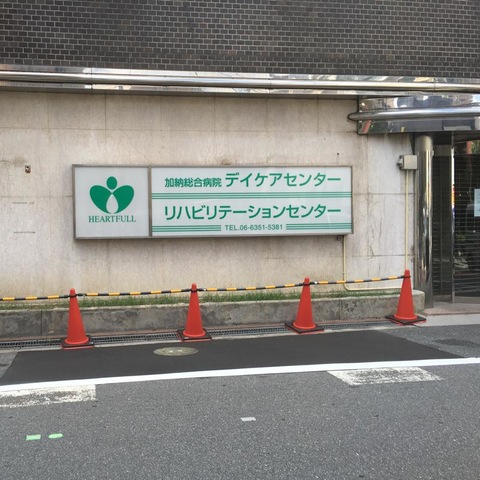 加納総合病院 デイケアセンター
リハビリテーションセンター
TEL.06-6351-5381
HEARTFULL